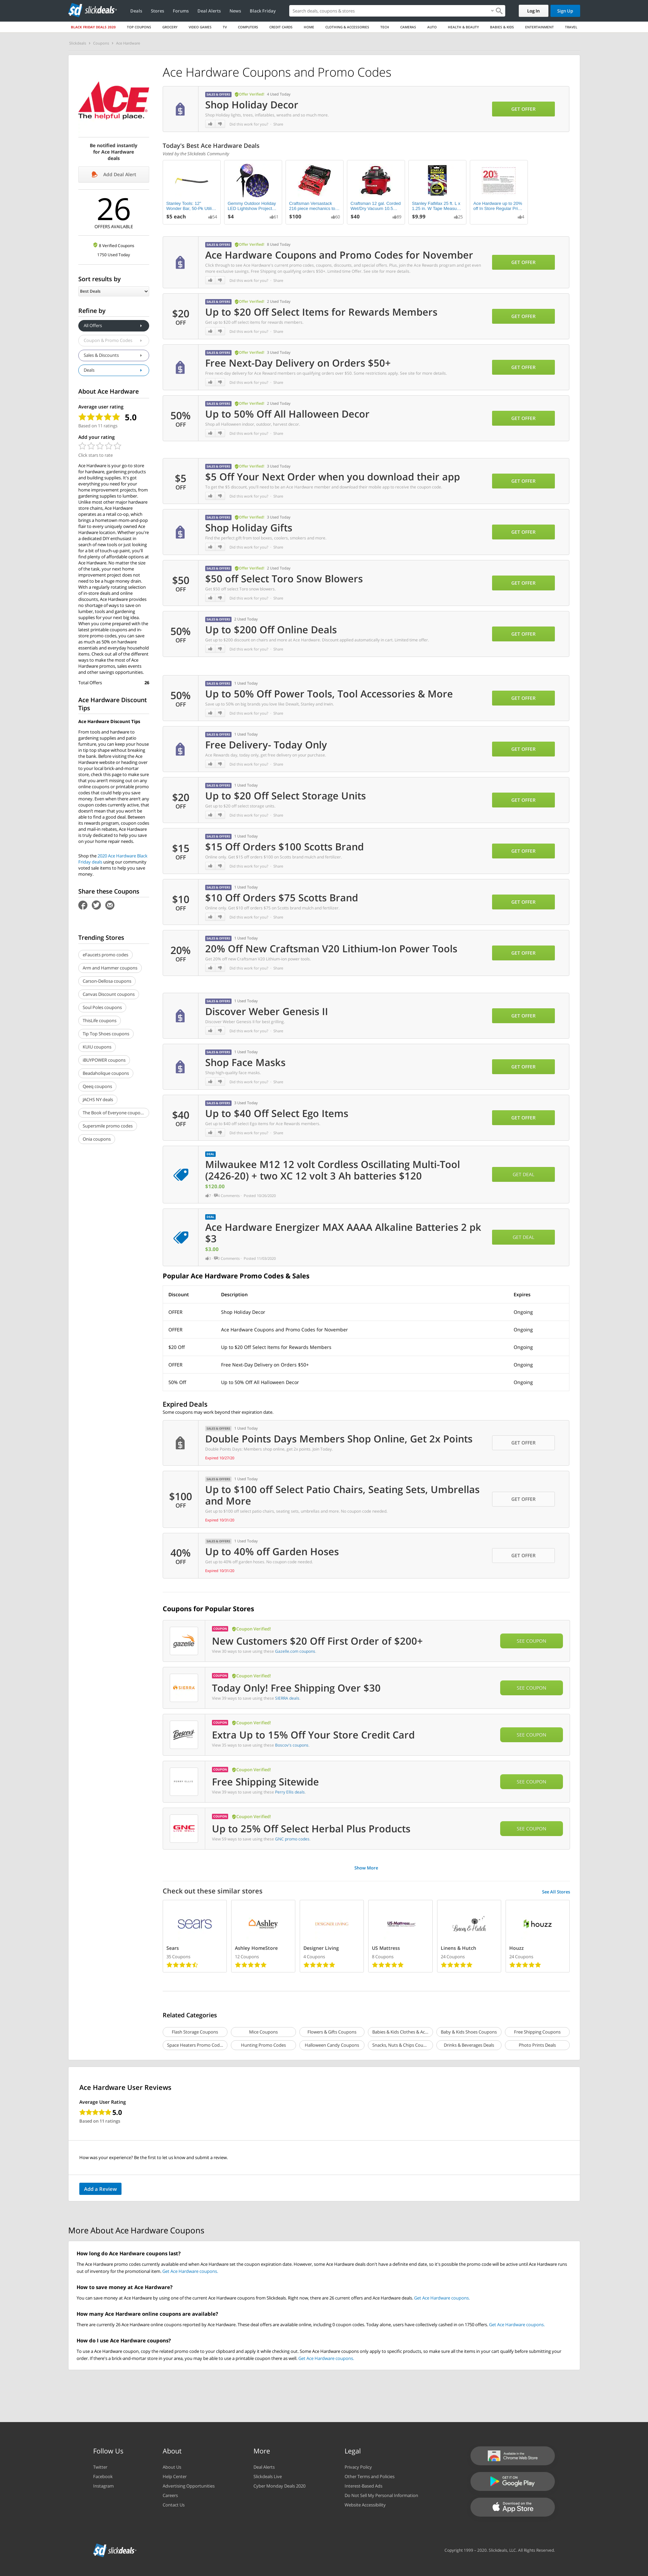 slickdeals
Deals
Stores
Forums
Deal Alerts
News
Black Friday
Search deals, coupons & stores
Log In
Sign Up
BLACK FRIDAY DEALS 2020
TOP COUPONS
GROCERY
VIDEO GAMES
TV
COMPUTERS
CREDIT CARDS
HOME
CLOTHING & ACCESSORIES
TECH
CAMERAS
AUTO
HEALTH & BEAUTY
BABIES & KIDS
ENTERTAINMENT
TRAVEL
Slickdeals > Coupons > Ace Hardware
ACE
The helpful place.
Be notified instantly
for Ace Hardware
deals
Add Deal Alert
26
OFFERS AVAILABLE
8 Verified Coupons
1750 Used Today
Sort results by
Best Deals
Refine by
All Offers
Coupon & Promo Codes
Sales & Discounts
Deals
About Ace Hardware
Average user rating
5.0
Based on 11 ratings
Add your rating
Click stars to rate
Ace Hardware is your go-to store
for hardware, gardening products
and building supplies. It's got
everything you need for your
home improvement projects, from
gardening supplies to lumber.
Unlike most other major hardware
store chains, Ace Hardware
operates as a retail co-op, which
brings a hometown mom-and-pop
flair to every uniquely owned Ace
Hardware location. Whether you're
a dedicated DIY enthusiast in
search of new tools or just looking
for a bit of touch-up paint, you'll
find plenty of affordable options at
Ace Hardware. No matter the size
of the task, your next home
improvement project does not
need to be a huge money drain.
With a regularly rotating selection
of in-store deals and online
discounts, Ace Hardware provides
no shortage of ways to save on
lumber, tools and gardening
supplies for your next big idea.
When you come prepared with the
latest printable coupons and in-
store promo codes, you can save
as much as 50% on hardware
essentials and everyday household
items. Check out all of the different
ways to make the most of Ace
Hardware promos, sales events
and other savings opportunities.
Total Offers 26
Ace Hardware Discount
Tips
Ace Hardware Discount Tips
From tools and hardware to
gardening supplies and patio
furniture, you can keep your house
in tip top shape without breaking
the bank. Before visiting the Ace
Hardware website or heading over
to your local brick-and-mortar
store, check this page to make sure
that you aren't missing out on any
online coupons or printable promo
codes that could help you save
money. Even when there aren't any
coupon codes currently active, that
doesn't mean that you won't be
able to find a good deal. Between
its rewards program, coupon codes
and mail-in rebates, Ace Hardware
is truly dedicated to help you save
on your home repair needs.
Shop the 2020 Ace Hardware Black
Friday deals using our community
voted sale items to help you save
money.
Share these Coupons
Trending Stores
eFaucets promo codes
Arm and Hammer coupons
Carson-Dellosa coupons
Canvas Discount coupons
Soul Poles coupons
ThisLife coupons
Tip Top Shoes coupons
KUIU coupons
iBUYPOWER coupons
Beadaholique coupons
Qeeq coupons
JACHS NY deals
The Book of Everyone coupo...
Supersmile promo codes
Onia coupons
Ace Hardware Coupons and Promo Codes
SALES & OFFERS Offer Verified! 4 Used Today
Shop Holiday Decor
Shop holiday lights, trees, inflatables, wreaths and so much more.
Did this work for you? Share
GET OFFER
Today's Best Ace Hardware Deals
Voted by the Slickdeals Community
Stanley Tools: 12"
Wonder Bar, 50-Pk Utili...
$5 each
Gemmy Outdoor Holiday
LED Lightshow Project...
$4
Craftsman Versastack
216 piece mechanics to...
$100
Craftsman 12 gal. Corded
Wet/Dry Vacuum 10.5...
$40
Stanley FatMax 25 ft. L x
1.25 in. W Tape Measu...
$9.99
Ace Hardware up to 20%
off In Store Regular Pri...
SALES & OFFERS Offer Verified! 8 Used Today
Ace Hardware Coupons and Promo Codes for November
Click through to see Ace Hardware's current promo codes, coupons, discounts, and special offers. Plus, join the Ace Rewards program and get even
more exclusive savings. Free Shipping on qualifying orders $50+. Limited time Offer. See site for more details.
Did this work for you? Share
GET OFFER
$20
OFF
SALES & OFFERS Offer Verified! 2 Used Today
Up to $20 Off Select Items for Rewards Members
Get up to $20 off select items for rewards members.
Did this work for you? Share
GET OFFER
SALES & OFFERS Offer Verified! 3 Used Today
Free Next-Day Delivery on Orders $50+
Free next-day delivery for Ace Rewards members on qualifying orders over $50. Some restrictions apply. See site for more details.
Did this work for you? Share
GET OFFER
50%
OFF
SALES & OFFERS Offer Verified! 2 Used Today
Up to 50% Off All Halloween Decor
Shop all Halloween indoor, outdoor, harvest decor.
Did this work for you? Share
GET OFFER
$5
OFF
SALES & OFFERS Offer Verified! 3 Used Today
$5 Off Your Next Order when you download their app
To get the $5 discount, you'll need to be an Ace Hardware member and download their mobile app to receive the coupon code.
Did this work for you? Share
GET OFFER
SALES & OFFERS Offer Verified! 3 Used Today
Shop Holiday Gifts
Find the perfect gift from tool boxes, coolers, smokers and more.
Did this work for you? Share
GET OFFER
$50
OFF
SALES & OFFERS Offer Verified! 2 Used Today
$50 off Select Toro Snow Blowers
Get $50 off select Toro snow blowers.
Did this work for you? Share
GET OFFER
50%
OFF
SALES & OFFERS 2 Used Today
Up to $200 Off Online Deals
Get up to $200 discount on chairs and more at Ace Hardware. Discount applied automatically in cart. Limited time offer.
Did this work for you? Share
GET OFFER
50%
OFF
SALES & OFFERS 1 Used Today
Up to 50% Off Power Tools, Tool Accessories & More
Save up to 50% on big brands you love like Dewalt, Stanley and Irwin.
Did this work for you? Share
GET OFFER
SALES & OFFERS 1 Used Today
Free Delivery- Today Only
Ace Rewards day, today only, get free delivery on your purchase.
Did this work for you? Share
GET OFFER
$20
OFF
SALES & OFFERS 1 Used Today
Up to $20 Off Select Storage Units
Get up to $20 off select storage units.
Did this work for you? Share
GET OFFER
$15
OFF
SALES & OFFERS 1 Used Today
$15 Off Orders $100 Scotts Brand
Online only. Get $15 off orders $100 on Scotts brand mulch and fertilizer.
Did this work for you? Share
GET OFFER
$10
OFF
SALES & OFFERS 1 Used Today
$10 Off Orders $75 Scotts Brand
Online only. Get $10 off orders $75 on Scotts brand mulch and fertilizer.
Did this work for you? Share
GET OFFER
20%
OFF
SALES & OFFERS 1 Used Today
20% Off New Craftsman V20 Lithium-Ion Power Tools
Get 20% off new Craftsman V20 Lithium-Ion power tools.
Did this work for you? Share
GET OFFER
SALES & OFFERS 1 Used Today
Discover Weber Genesis II
Discover Weber Genesis II for best grilling.
Did this work for you? Share
GET OFFER
SALES & OFFERS 1 Used Today
Shop Face Masks
Shop high-quality face masks.
Did this work for you? Share
GET OFFER
$40
OFF
SALES & OFFERS 2 Used Today
Up to $40 Off Select Ego Items
Get up to $40 off select Ego items for Ace Rewards members.
Did this work for you? Share
GET OFFER
DEAL
Milwaukee M12 12 volt Cordless Oscillating Multi-Tool
(2426-20) + two XC 12 volt 3 Ah batteries $120
$120.00
GET DEAL
DEAL
Ace Hardware Energizer MAX AAAA Alkaline Batteries 2 pk
$3
$3.00
GET DEAL
Popular Ace Hardware Promo Codes & Sales
Discount Description Expires
OFFER Shop Holiday Decor Ongoing
OFFER Ace Hardware Coupons and Promo Codes for November Ongoing
$20 Off Up to $20 Off Select Items for Rewards Members Ongoing
OFFER Free Next-Day Delivery on Orders $50+ Ongoing
50% Off Up to 50% Off All Halloween Decor Ongoing
Expired Deals
Some coupons may work beyond their expiration date.
SALES & OFFERS 1 Used Today
Double Points Days Members Shop Online, Get 2x Points
Double Points Days: Members shop online, get 2x points. Join Today.
Expired 10/27/20
GET OFFER
$100
OFF
SALES & OFFERS 1 Used Today
Up to $100 off Select Patio Chairs, Seating Sets, Umbrellas
and More
Get up to $100 off select patio chairs, seating sets, umbrellas and more. No coupon code needed.
Expired 10/31/20
GET OFFER
40%
OFF
SALES & OFFERS 1 Used Today
Up to 40% off Garden Hoses
Get up to 40% off garden hoses. No coupon code needed.
Expired 10/31/20
GET OFFER
Coupons for Popular Stores
gazelle
COUPON Coupon Verified!
New Customers $20 Off First Order of $200+
View 30 ways to save using these Gazelle.com coupons.
SEE COUPON
SIERRA
COUPON Coupon Verified!
Today Only! Free Shipping Over $30
View 30 ways to save using these SIERRA deals.
SEE COUPON
Boscov's
COUPON Coupon Verified!
Extra Up to 15% Off Your Store Credit Card
View 35 ways to save using these Boscov's coupons.
SEE COUPON
PERRY ELLIS
COUPON Coupon Verified!
Free Shipping Sitewide
View 39 ways to save using these Perry Ellis deals.
SEE COUPON
GNC
LIVE WELL
COUPON Coupon Verified!
Up to 25% Off Select Herbal Plus Products
View 59 ways to save using these GNC promo codes.
SEE COUPON
Show More
Check out these similar stores
See All Stores
sears
Sears
35 Coupons
Ashley
HOMESTORE
Ashley HomeStore
12 Coupons
DESIGNER LIVING
Designer Living
4 Coupons
US-Mattress.com
US Mattress
8 Coupons
Linens & Hutch
Linens & Hutch
24 Coupons
houzz
Houzz
24 Coupons
Related Categories
Flash Storage Coupons
Mice Coupons
Flowers & Gifts Coupons
Babies & Kids Clothes & Ac...
Baby & Kids Shoes Coupons
Free Shipping Coupons
Space Heaters Promo Cod...
Hunting Promo Codes
Halloween Candy Coupons
Snacks, Nuts & Chips Cou...
Drinks & Beverages Deals
Photo Prints Deals
Ace Hardware User Reviews
Average User Rating
5.0
Based on 11 ratings
How was your experience? Be the first to let us know and submit a review.
Add a Review
More About Ace Hardware Coupons
How long do Ace Hardware coupons last?
The Ace Hardware promo codes currently available end when Ace Hardware set the coupon expiration date. However, some Ace Hardware deals don't have a definite end date, so it's possible the promo code will be active until Ace Hardware runs
out of inventory for the promotional item. Get Ace Hardware coupons.
How to save money at Ace Hardware?
You can save money at Ace Hardware by using one of the current Ace Hardware coupons from Slickdeals. Right now, there are 26 current offers and Ace Hardware deals. Get Ace Hardware coupons.
How many Ace Hardware online coupons are available?
There are currently 26 Ace Hardware online coupons reported by Ace Hardware. These deal offers are available online, including 0 coupon codes. Today alone, users have collectively cashed in on 1750 offers. Get Ace Hardware coupons.
How do I use Ace Hardware coupons?
To use a Ace Hardware coupon, copy the related promo code to your clipboard and apply it while checking out. Some Ace Hardware coupons only apply to specific products, so make sure all the items in your cart qualify before submitting your
order. If there's a brick-and-mortar store in your area, you may be able to use a printable coupon there as well. Get Ace Hardware coupons.
Follow Us
Twitter
Facebook
Instagram
About
About Us
Help Center
Advertising Opportunities
Careers
Contact Us
More
Deal Alerts
Slickdeals Live
Cyber Monday Deals 2020
Legal
Privacy Policy
Other Terms and Policies
Interest-Based Ads
Do Not Sell My Personal Information
Website Accessibility
Available in the
Chrome Web Store
GET IT ON
Google Play
Download on the
App Store
slickdeals
Copyright 1999 - 2020. Slickdeals, LLC. All Rights Reserved.